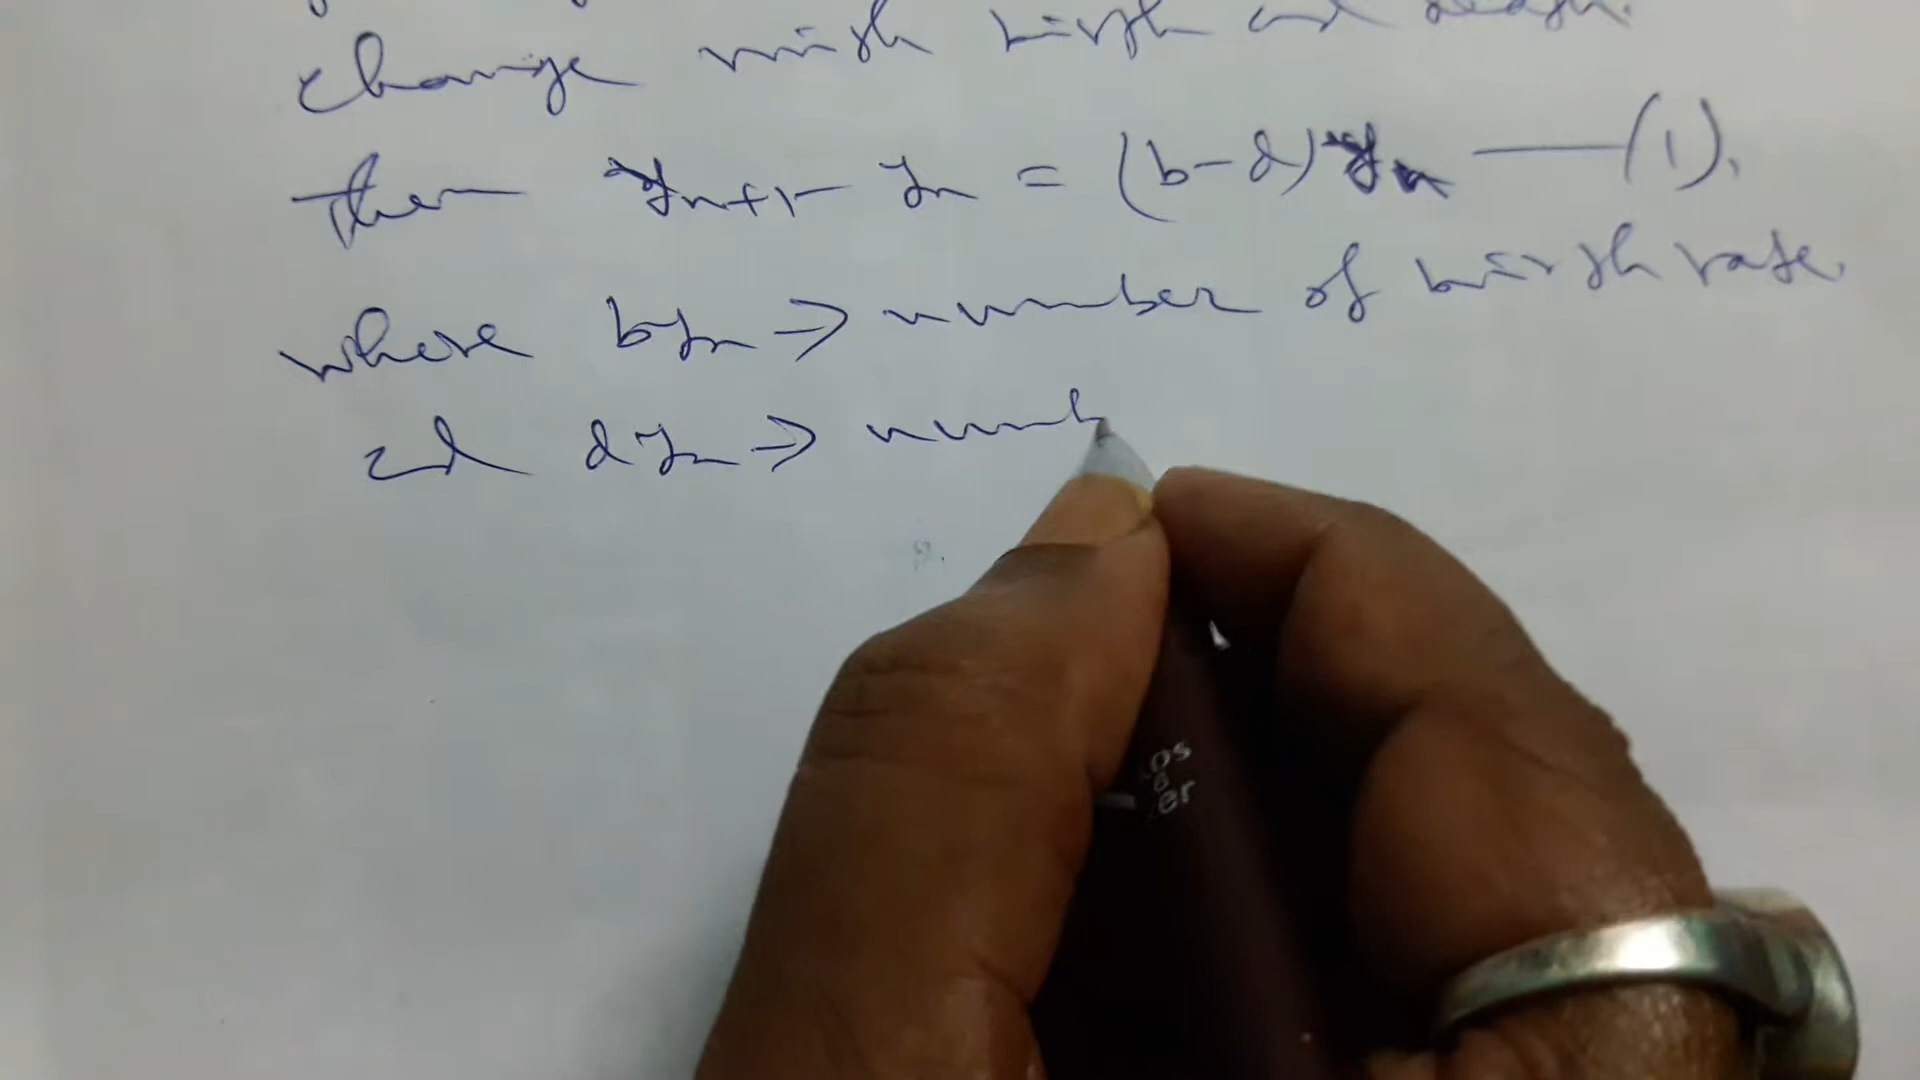 change with birth and death.
then yn+1 - yn = (b-d) yn —— (1).
where byn => number of birth rate.
and dyn => numb